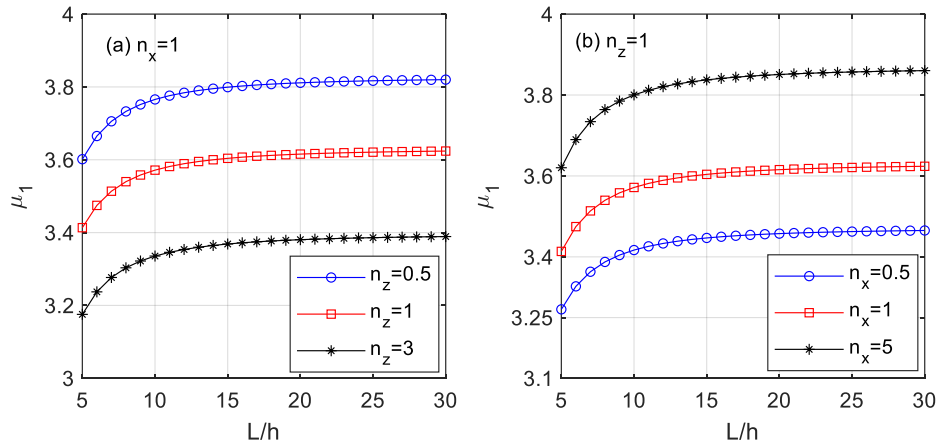 (a) n_x=1
μ_1
4
3.8
3.6
3.4
3.2
3
5 10 15 20 25 30
L/h
n_z=0.5
n_z=1
n_z=3
(b) n_z=1
μ_1
4
3.8
3.6
3.4
3.25
3.1
5 10 15 20 25 30
L/h
n_x=0.5
n_x=1
n_x=5